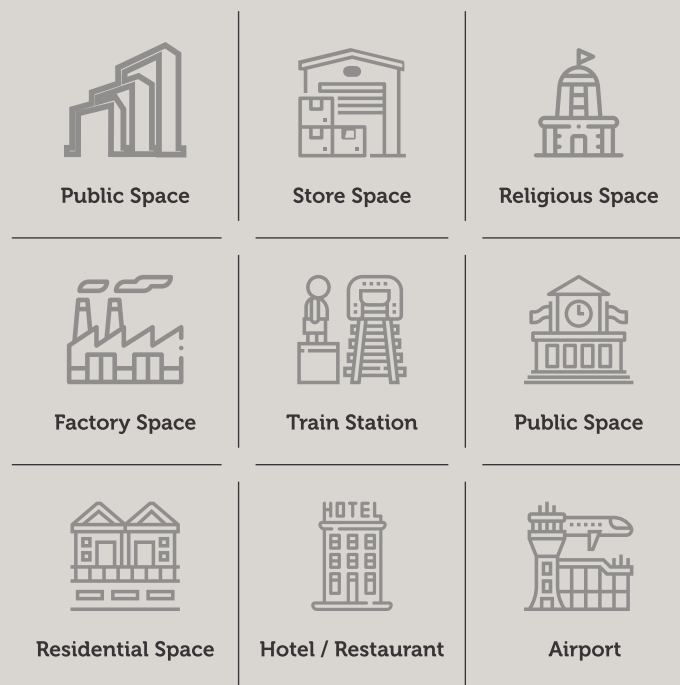 Public Space
Store Space
Religious Space
Factory Space
Train Station
Public Space
HOTEL
Residential Space
Hotel / Restaurant
Airport